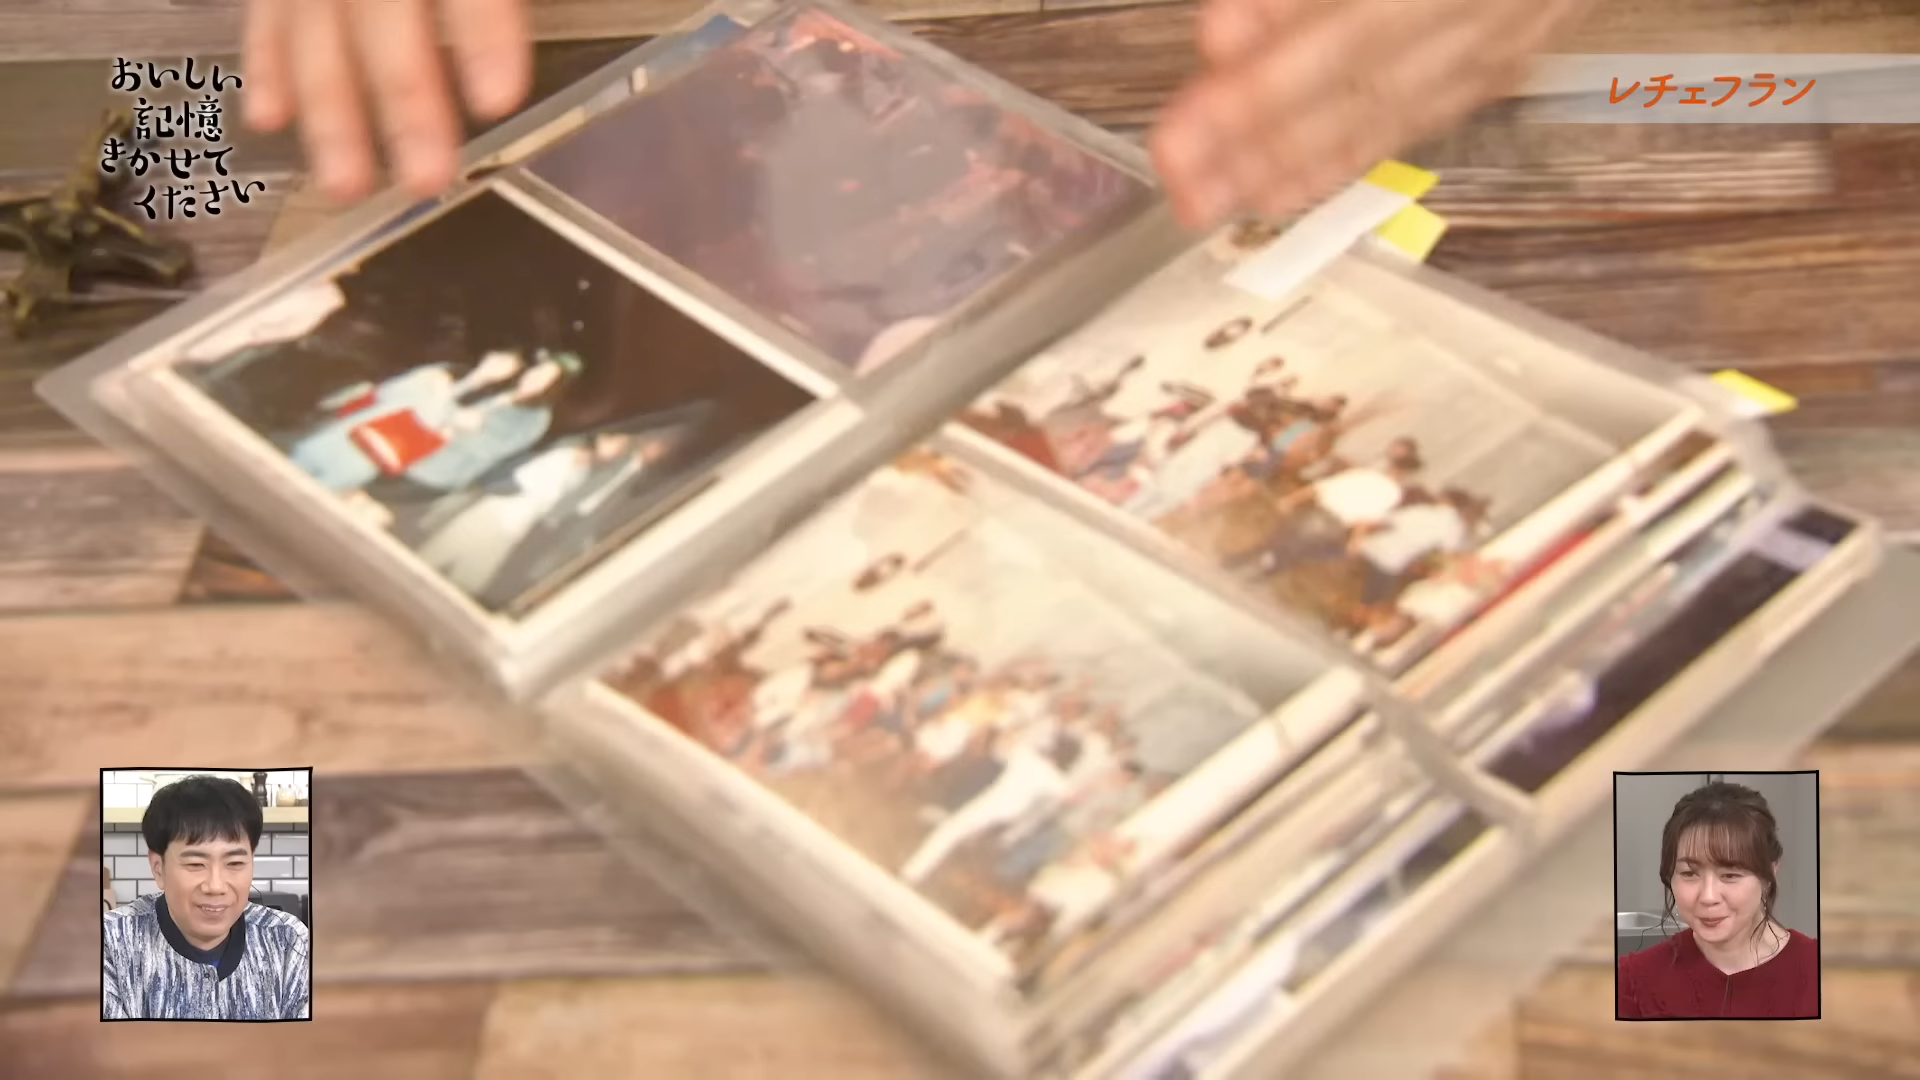 おいしい
記憶
きかせて
ください
レチェフラン